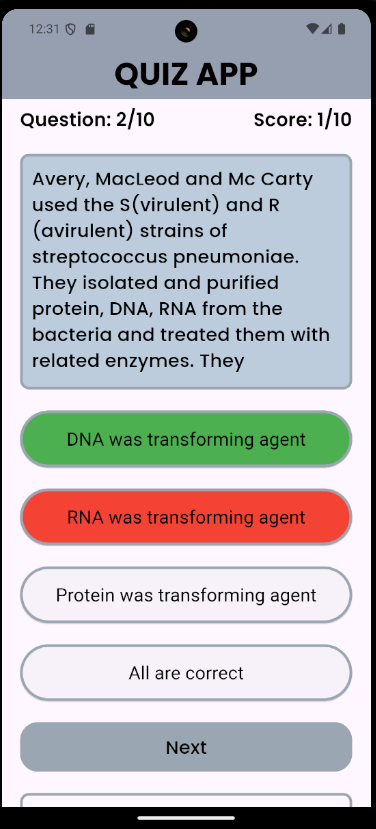 12:31
QUIZ APP
Question: 2/10 Score: 1/10
Avery, MacLeod and Mc Carty
used the S(virulent) and R
(avirulent) strains of
streptococcus pneumoniae.
They isolated and purified
protein, DNA, RNA from the
bacteria and treated them with
related enzymes. They
DNA was transforming agent
RNA was transforming agent
Protein was transforming agent
All are correct
Next